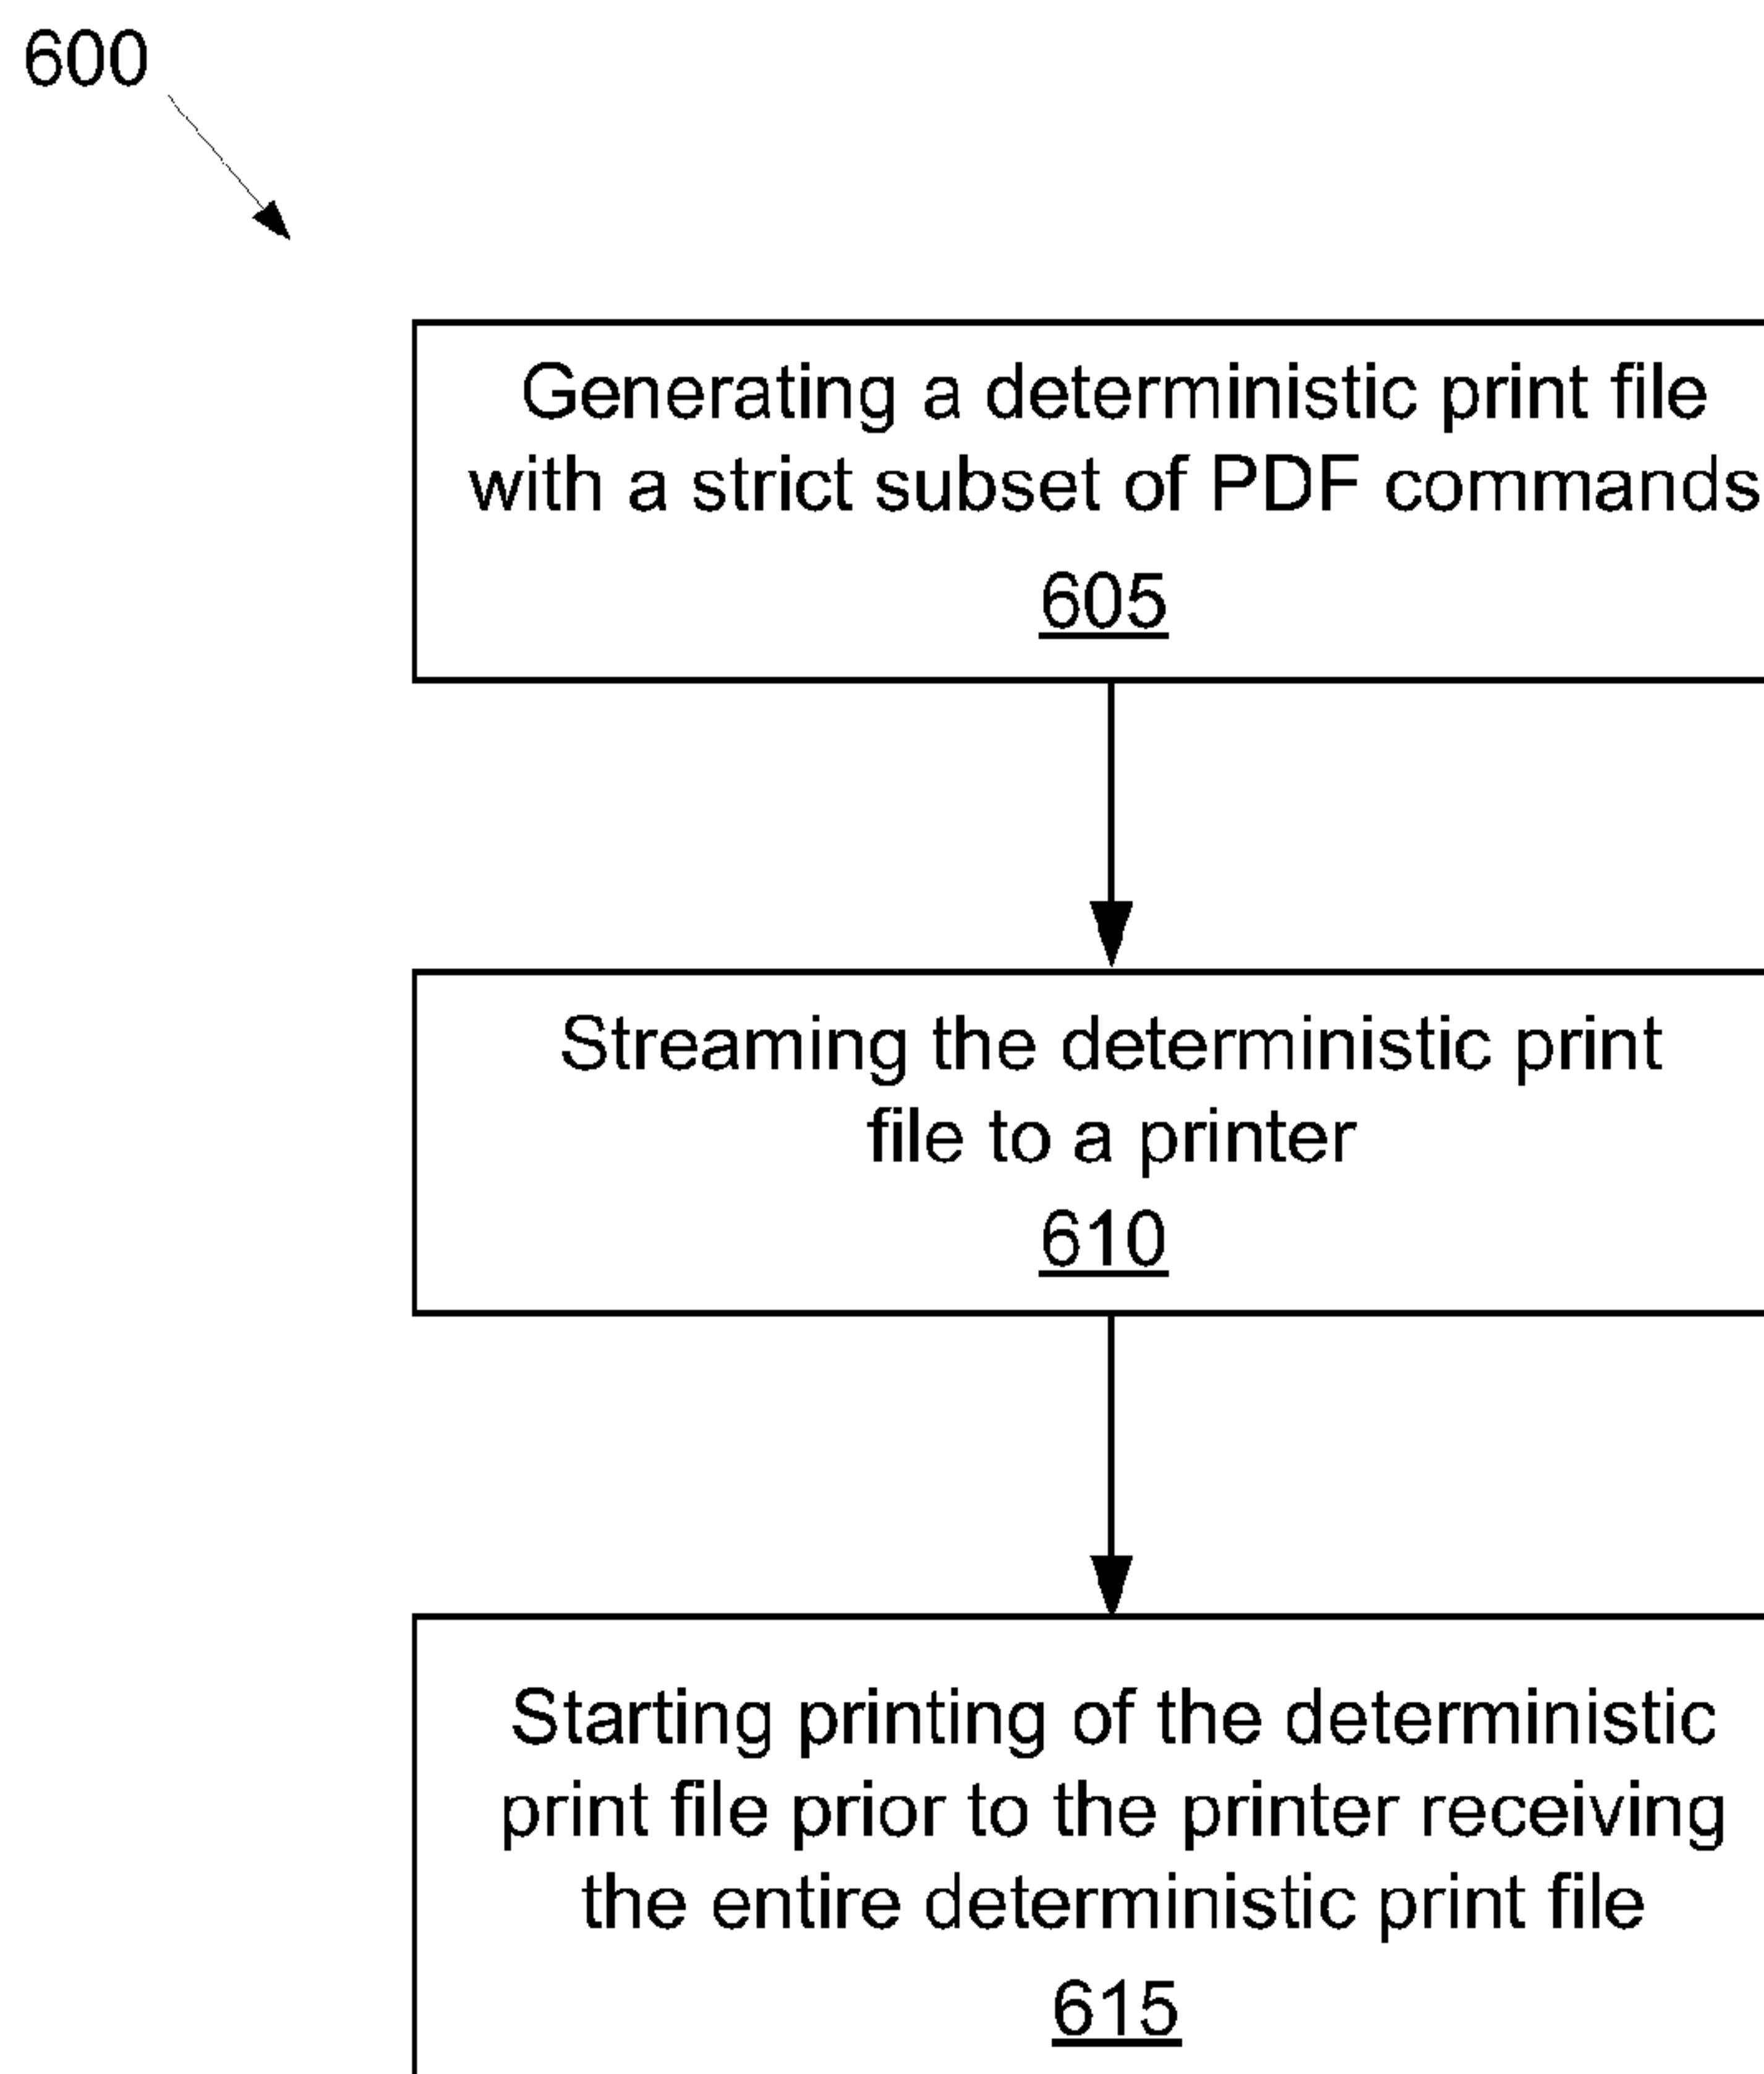 600
Generating a deterministic print file
with a strict subset of PDF commands
605
Streaming the deterministic print
file to a printer
610
Starting printing of the deterministic
print file prior to the printer receiving
the entire deterministic print file
615